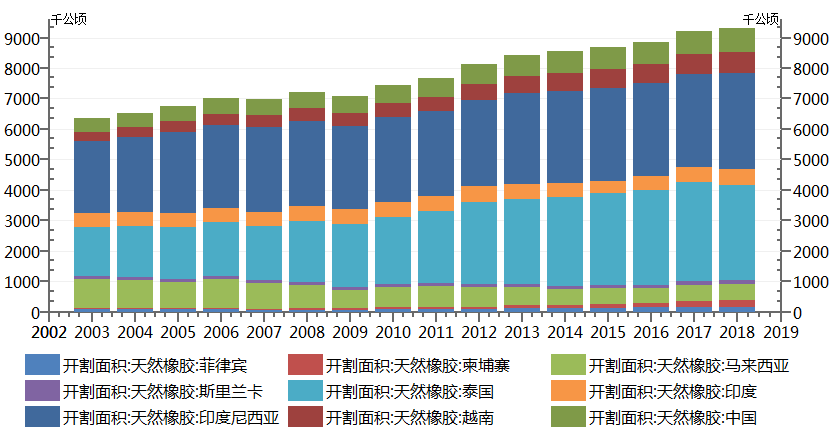 千公顷 千公顷
9000 9000
8000 8000
7000 7000
6000 6000
5000 5000
4000 4000
3000 3000
2000 2000
1000 1000
0 0
2002 2003 2004 2005 2006 2007 2008 2009 2010 2011 2012 2013 2014 2015 2016 2017 2018 2019
开割面积:天然橡胶:菲律宾 开割面积:天然橡胶:柬埔寨 开割面积:天然橡胶:马来西亚
开割面积:天然橡胶:斯里兰卡 开割面积:天然橡胶:泰国 开割面积:天然橡胶:印度
开割面积:天然橡胶:印度尼西亚 开割面积:天然橡胶:越南 开割面积:天然橡胶:中国